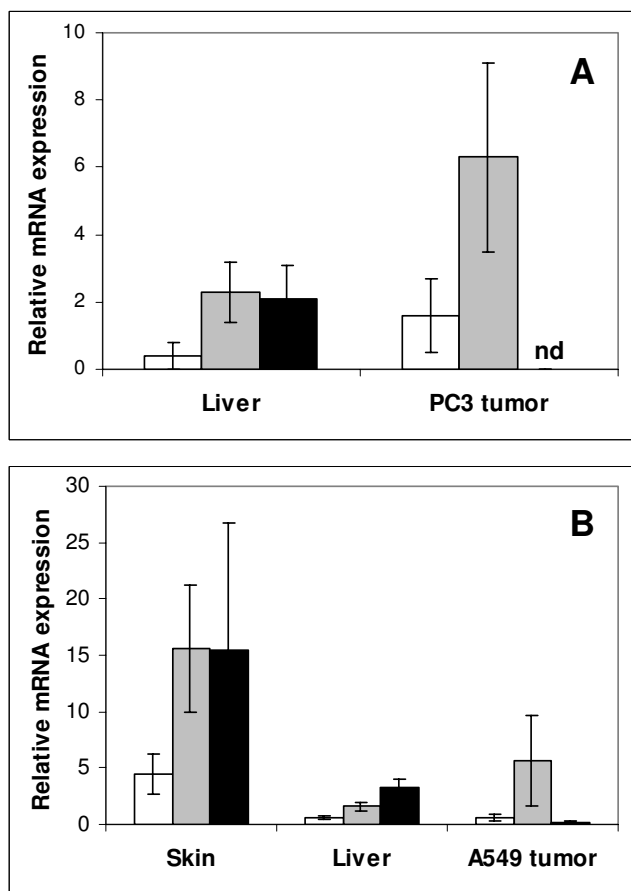 10
A
8
6
4
2
0
nd
Relative mRNA expression
Liver PC3 tumor
30
B
25
20
15
10
5
0
Relative mRNA expression
Skin Liver A549 tumor